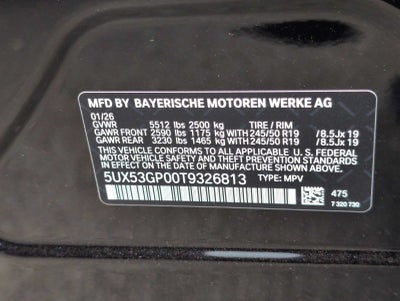 MFD BY BAYERISCHE MOTOREN WERKE AG
01/26
GVWR 5512 lbs 2500 kg TIRE / RIM
GAWR FRONT 2590 lbs 1175 kg WITH 245/50 R19 /8.5Jx 19
GAWR REAR 3230 lbs 1465 kg WITH 245/50 R19 /8.5Jx 19
THIS VEHICLE CONFORMS TO ALL APPLICABLE U.S. FEDERAL
MOTOR VEHICLE SAFETY STANDARDS IN EFFECT
ON THE DATE OF MANUFACTURE SHOWN ABOVE.
5UX53GP00T9326813 TYPE: MPV
475
7 320 730